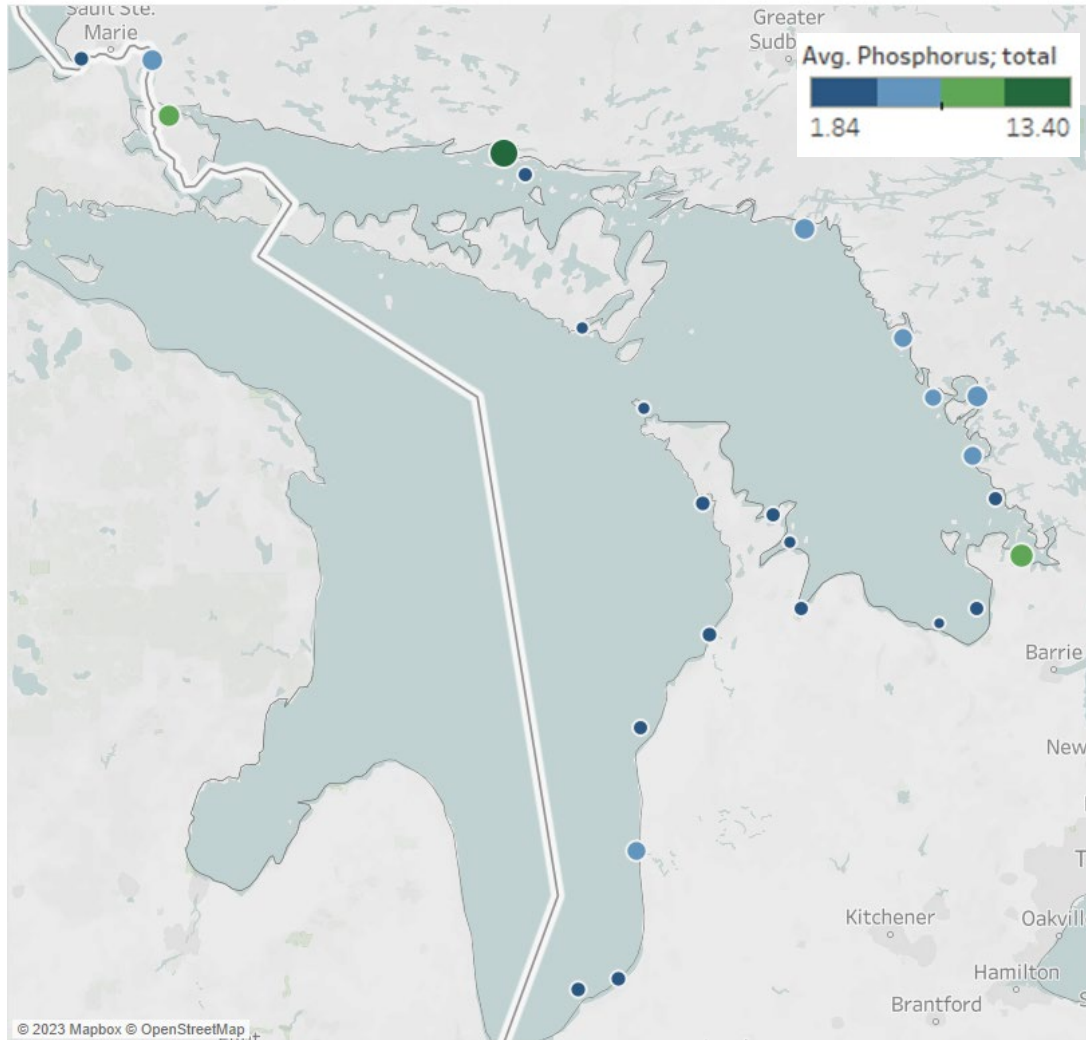 Sault Ste.
Marie
Greater
Sudb
Avg. Phosphorus; total
1.84 13.40
Barrie
New
T
Kitchener
Oakvill
Hamilton
S
Brantford
© 2023 Mapbox © OpenStreetMap